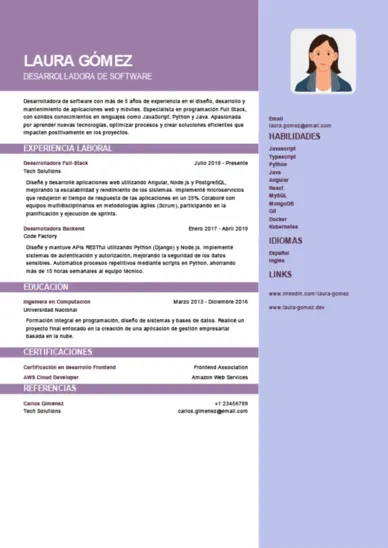 LAURA GÓMEZ
DESARROLLADORA DE SOFTWARE
Desarrolladora de software con más de 5 años de experiencia en el diseño, desarrollo y
mantenimiento de aplicaciones web y móviles. Especialista en programación Full Stack,
con sólidos conocimientos en lenguajes como JavaScript, Python y Java. Apasionada
por aprender nuevas tecnologías, optimizar procesos y crear soluciones eficientes que
impacten positivamente en los proyectos.
EXPERIENCIA LABORAL
Desarrolladora Full-Stack Julio 2019 - Presente
Tech Solutions
Diseñé y desarrollé aplicaciones web utilizando Angular, Node.js y PostgreSQL,
mejorando la escalabilidad y rendimiento de los sistemas. Implementé microservicios
que redujeron el tiempo de respuesta de las aplicaciones en un 25%. Colaboré con
equipos multidisciplinarios en metodologías ágiles (Scrum), participando en la
planificación y ejecución de sprints.
Desarrolladora Backend Enero 2017 - Abril 2019
Code Factory
Diseñé y mantuve APIs RESTful utilizando Python (Django) y Node.js. Implementé
sistemas de autenticación y autorización, mejorando la seguridad de los datos
sensibles. Automaticé procesos repetitivos mediante scripts en Python, ahorrando
más de 15 horas semanales al equipo técnico.
EDUCACIÓN
Ingeniera en Computación Marzo 2013 - Diciembre 2016
Universidad Nacional
Formación integral en programación, diseño de sistemas y bases de datos. Realicé un
proyecto final enfocado en la creación de una aplicación de gestión empresarial
basada en la nube.
CERTIFICACIONES
Certificación en desarrollo Frontend Frontend Association
AWS Cloud Developer Amazon Web Services
REFERENCIAS
Carlos Gimenez +1 23456789
Tech Solutions carlos.gimenez@email.com
Email
laura.gomez@email.com
HABILIDADES
Javascript
Typescript
Python
Java
Angular
React
MySQL
MongoDB
Git
Docker
Kubernetes
IDIOMAS
Español
Inglés
LINKS
www.linkedin.com/laura-gomez
www.laura-gomez.dev